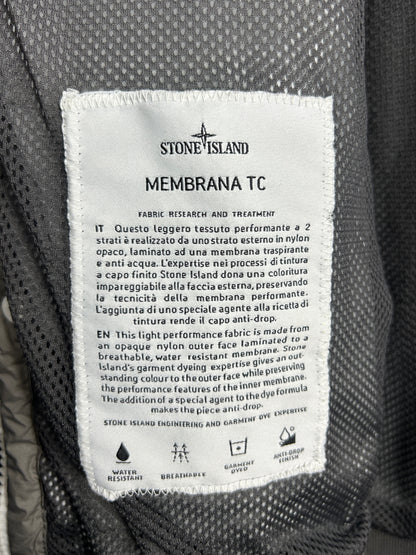 STONE ISLAND
MEMBRANA TC
FABRIC RESEARCH AND TREATMENT
IT Questo leggero tessuto performante a 2
strati è realizzato da uno strato esterno in nylon
opaco, laminato ad una membrana traspirante
e anti acqua. L'expertise nei processi di tintura
a capo finito Stone Island dona una coloritura
impareggiabile alla faccia esterna, preservando
la tecnicità della membrana performante.
L'aggiunta di uno speciale agente alla ricetta di
tintura rende il capo anti-drop.
EN This light performance fabric is made from
an opaque nylon outer face laminated to a
breathable, water resistant membrane. Stone
Island's garment dyeing expertise gives an out-
standing colour to the outer face while preserving
the performance features of the inner membrane.
The addition of a special agent to the dye formula
makes the piece anti-drop.
STONE ISLAND ENGINEERING AND GARMENT DYE EXPERTISE
WATER
RESISTANT
BREATHABLE
GARMENT
DYED
ANTI-DROP
FINISH